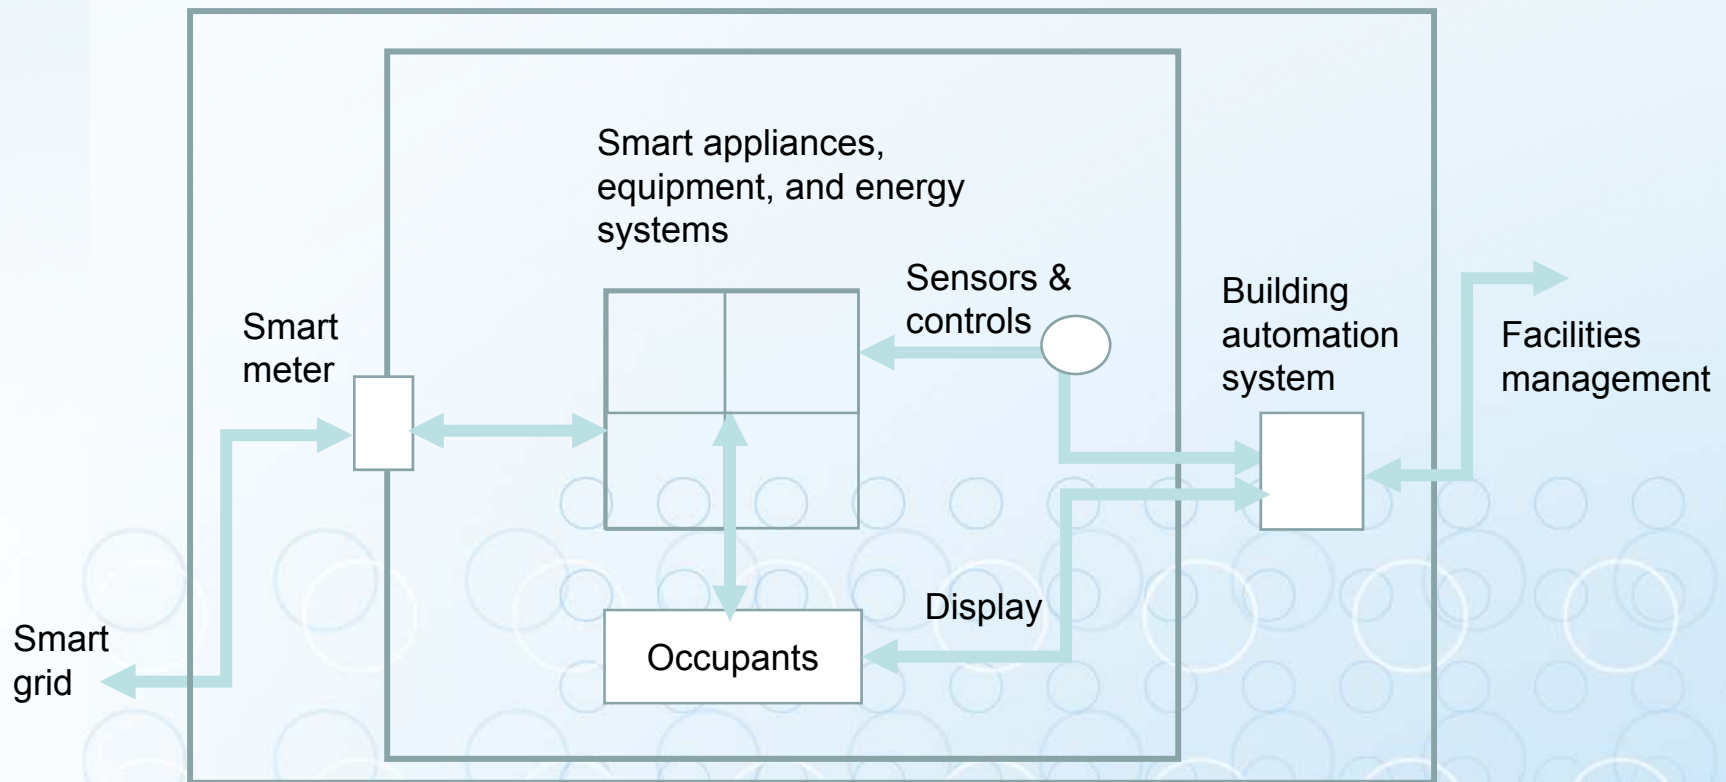 Smart appliances,
equipment, and energy
systems
Sensors &
controls
Building
automation
system
Facilities
management
Smart
meter
Display
Occupants
Smart
grid